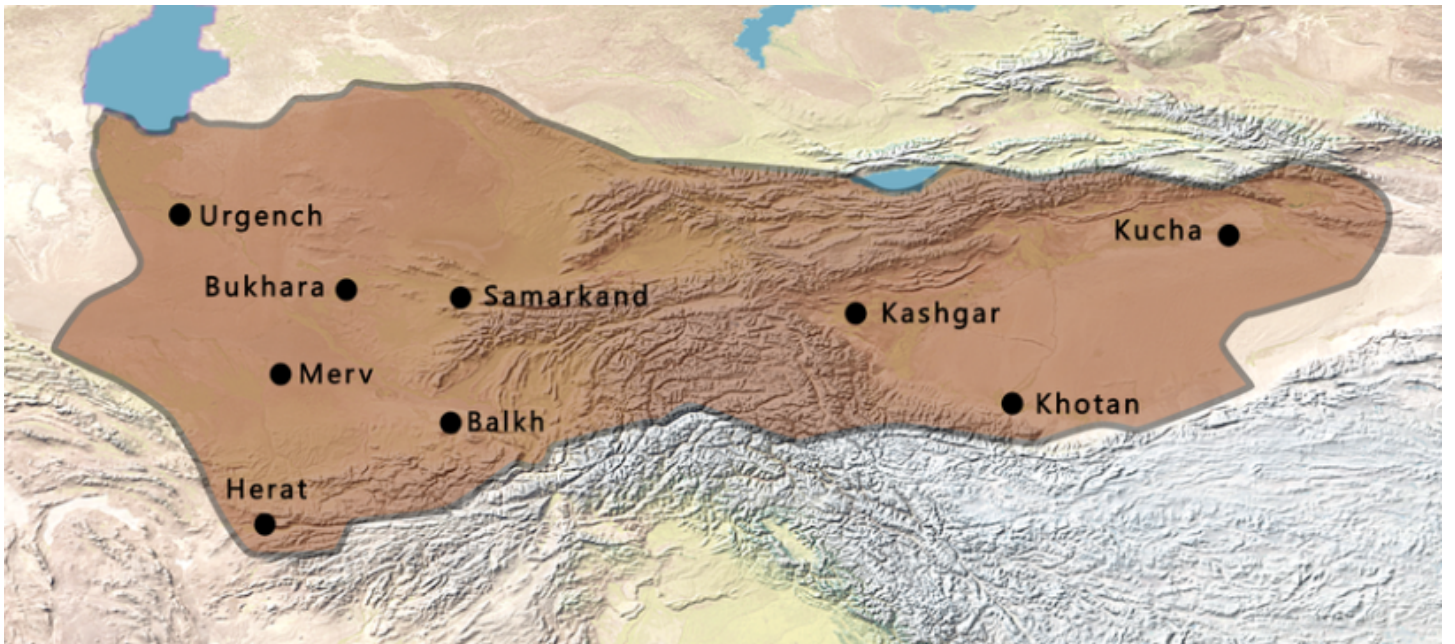 Urgench
Kucha
Bukhara
Samarkand
Kashgar
Merv
Khotan
Balkh
Herat